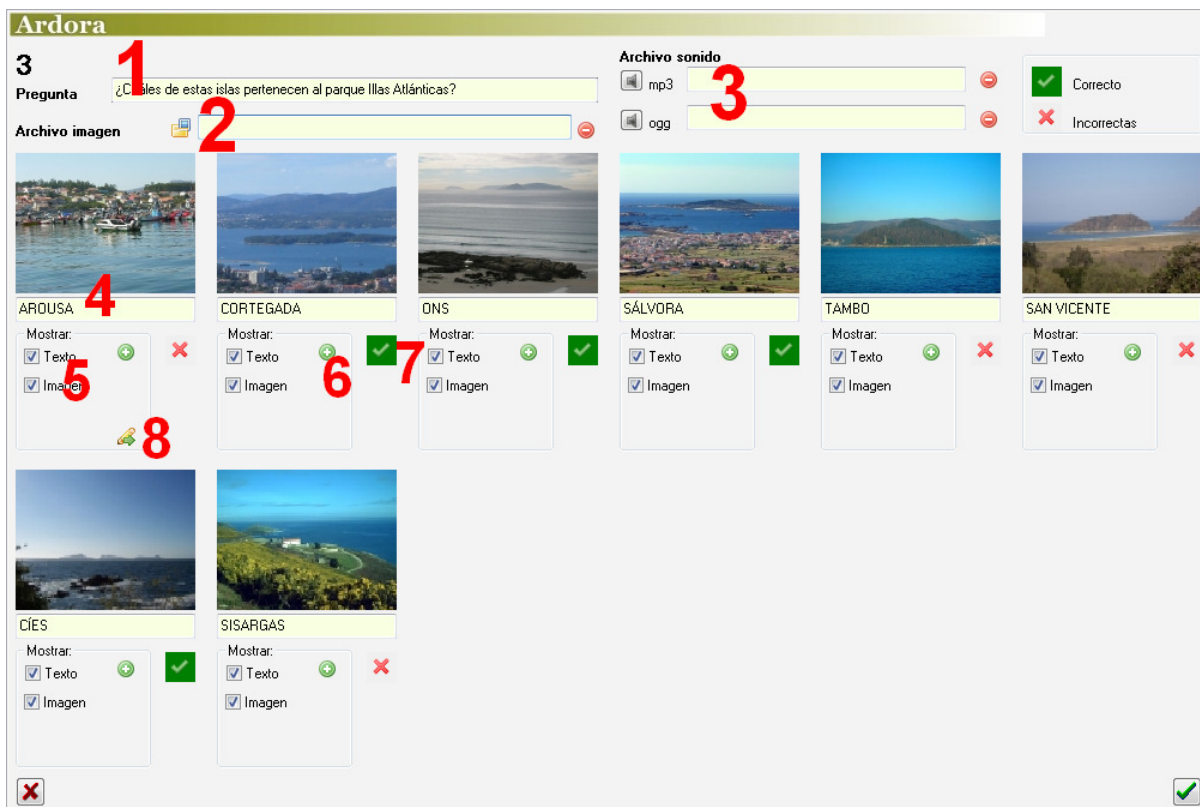 Ardora
3
1
Pregunta
¿Cuáles de estas islas pertenecen al parque Illas Atlánticas?
Archivo imagen
2
Archivo sonido
mp3
3
ogg
Correcto
Incorrectas
AROUSA
4
CORTEGADA
ONS
SÁLVORA
TAMBO
SAN VICENTE
Mostrar:
Texto
Imagen
5
8
Mostrar:
Texto
Imagen
6
7
Mostrar:
Texto
Imagen
Mostrar:
Texto
Imagen
Mostrar:
Texto
Imagen
Mostrar:
Texto
Imagen
CÍES
SISARGAS
Mostrar:
Texto
Imagen
Mostrar:
Texto
Imagen